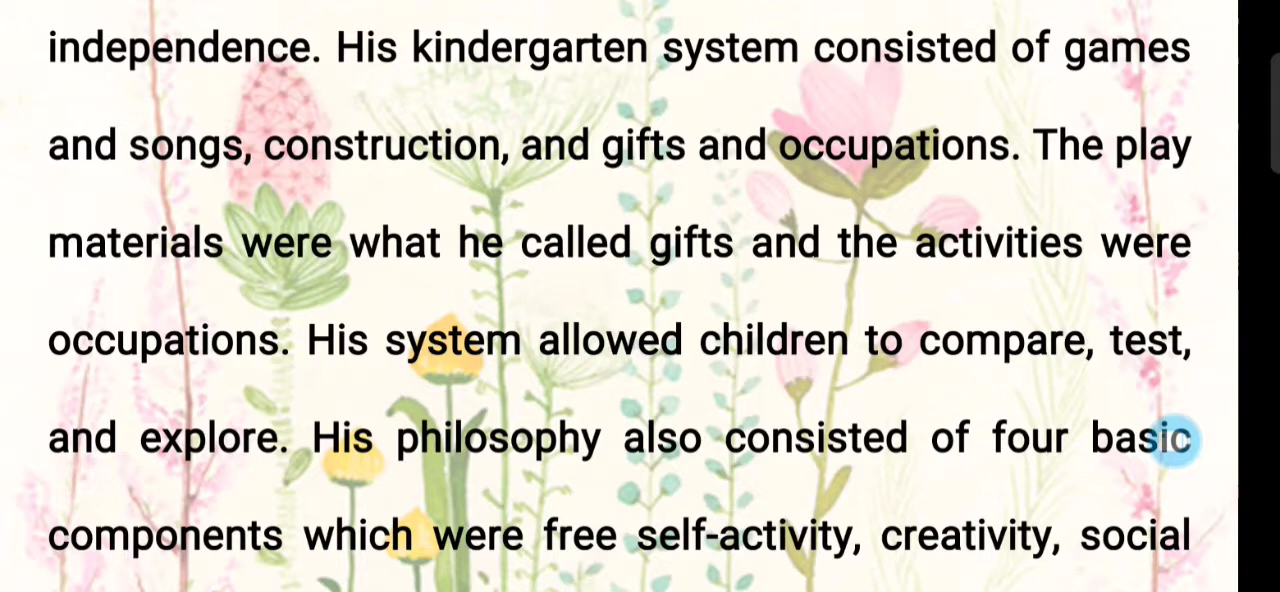 independence. His kindergarten system consisted of games
and songs, construction, and gifts and occupations. The play
materials were what he called gifts and the activities were
occupations. His system allowed children to compare, test,
and explore. His philosophy also consisted of four basic
components which were free self-activity, creativity, social